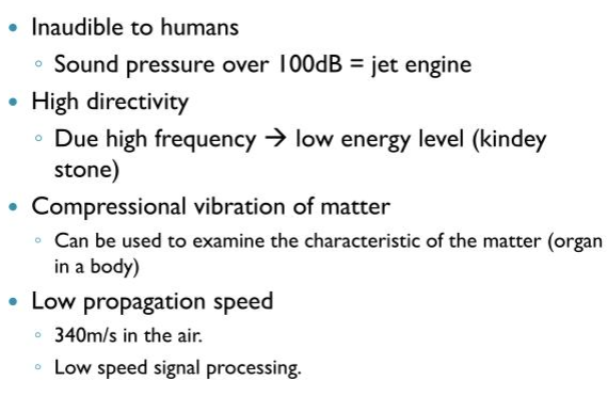 • Inaudible to humans
◦ Sound pressure over 100dB = jet engine
• High directivity
◦ Due high frequency → low energy level (kindey
stone)
• Compressional vibration of matter
◦ Can be used to examine the characteristic of the matter (organ
in a body)
• Low propagation speed
◦ 340m/s in the air.
◦ Low speed signal processing.